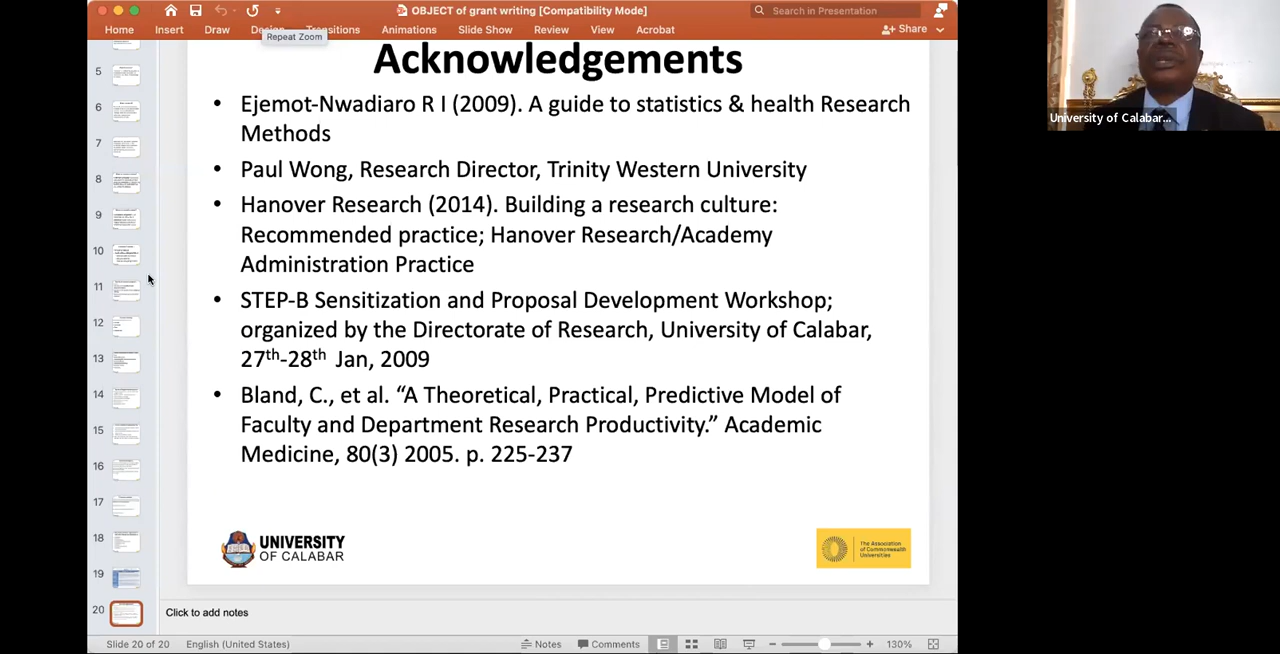 OBJECT of grant writing [Compatibility Mode]
Search in Presentation
Home Insert Draw Transitions Animations Slide Show Review View Acrobat Share
Repeat Zoom
Acknowledgements
• Ejemot-Nwadiaro R I (2009). A guide to statistics & health Research
Methods
• Paul Wong, Research Director, Trinity Western University
• Hanover Research (2014). Building a research culture:
Recommended practice; Hanover Research/Academy
Administration Practice
• STEP-B Sensitization and Proposal Development Workshop;
organized by the Directorate of Research, University of Calabar,
27th-28th Jan, 2009
• Bland, C., et al. “A Theoretical, Practical, Predictive Model of
Faculty and Department Research Productivity.” Academic
Medicine, 80(3) 2005. p. 225-237
UNIVERSITY
OF CALABAR
The Association
of Commonwealth
Universities
5
6
7
8
9
10
11
12
13
14
15
16
17
18
19
20
Click to add notes
Slide 20 of 20 English (United States) Notes Comments 130%
University of Calabar...